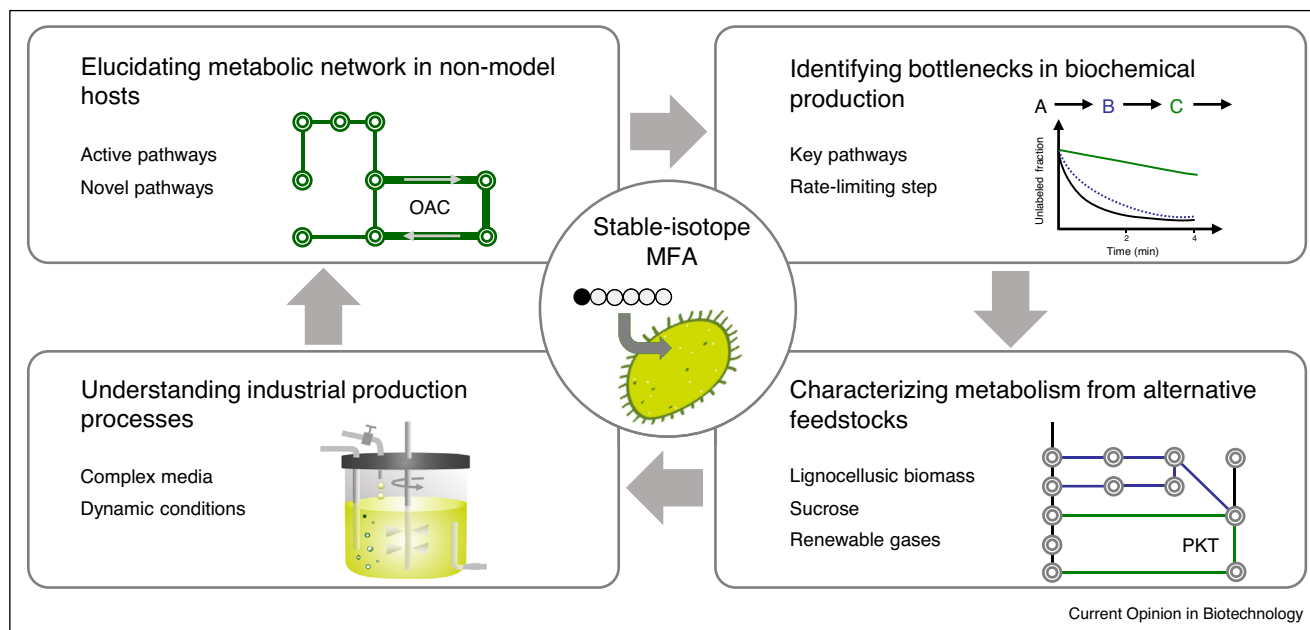 Elucidating metabolic network in non-model
hosts
Active pathways
Novel pathways
OAC
Identifying bottlenecks in biochemical
production
A B C
Key pathways
Rate-limiting step
Unlabeled fraction
2 4
Time (min)
Stable-isotope
MFA
Understanding industrial production
processes
Complex media
Dynamic conditions
Characterizing metabolism from alternative
feedstocks
Lignocellusic biomass
Sucrose
Renewable gases
PKT
Current Opinion in Biotechnology